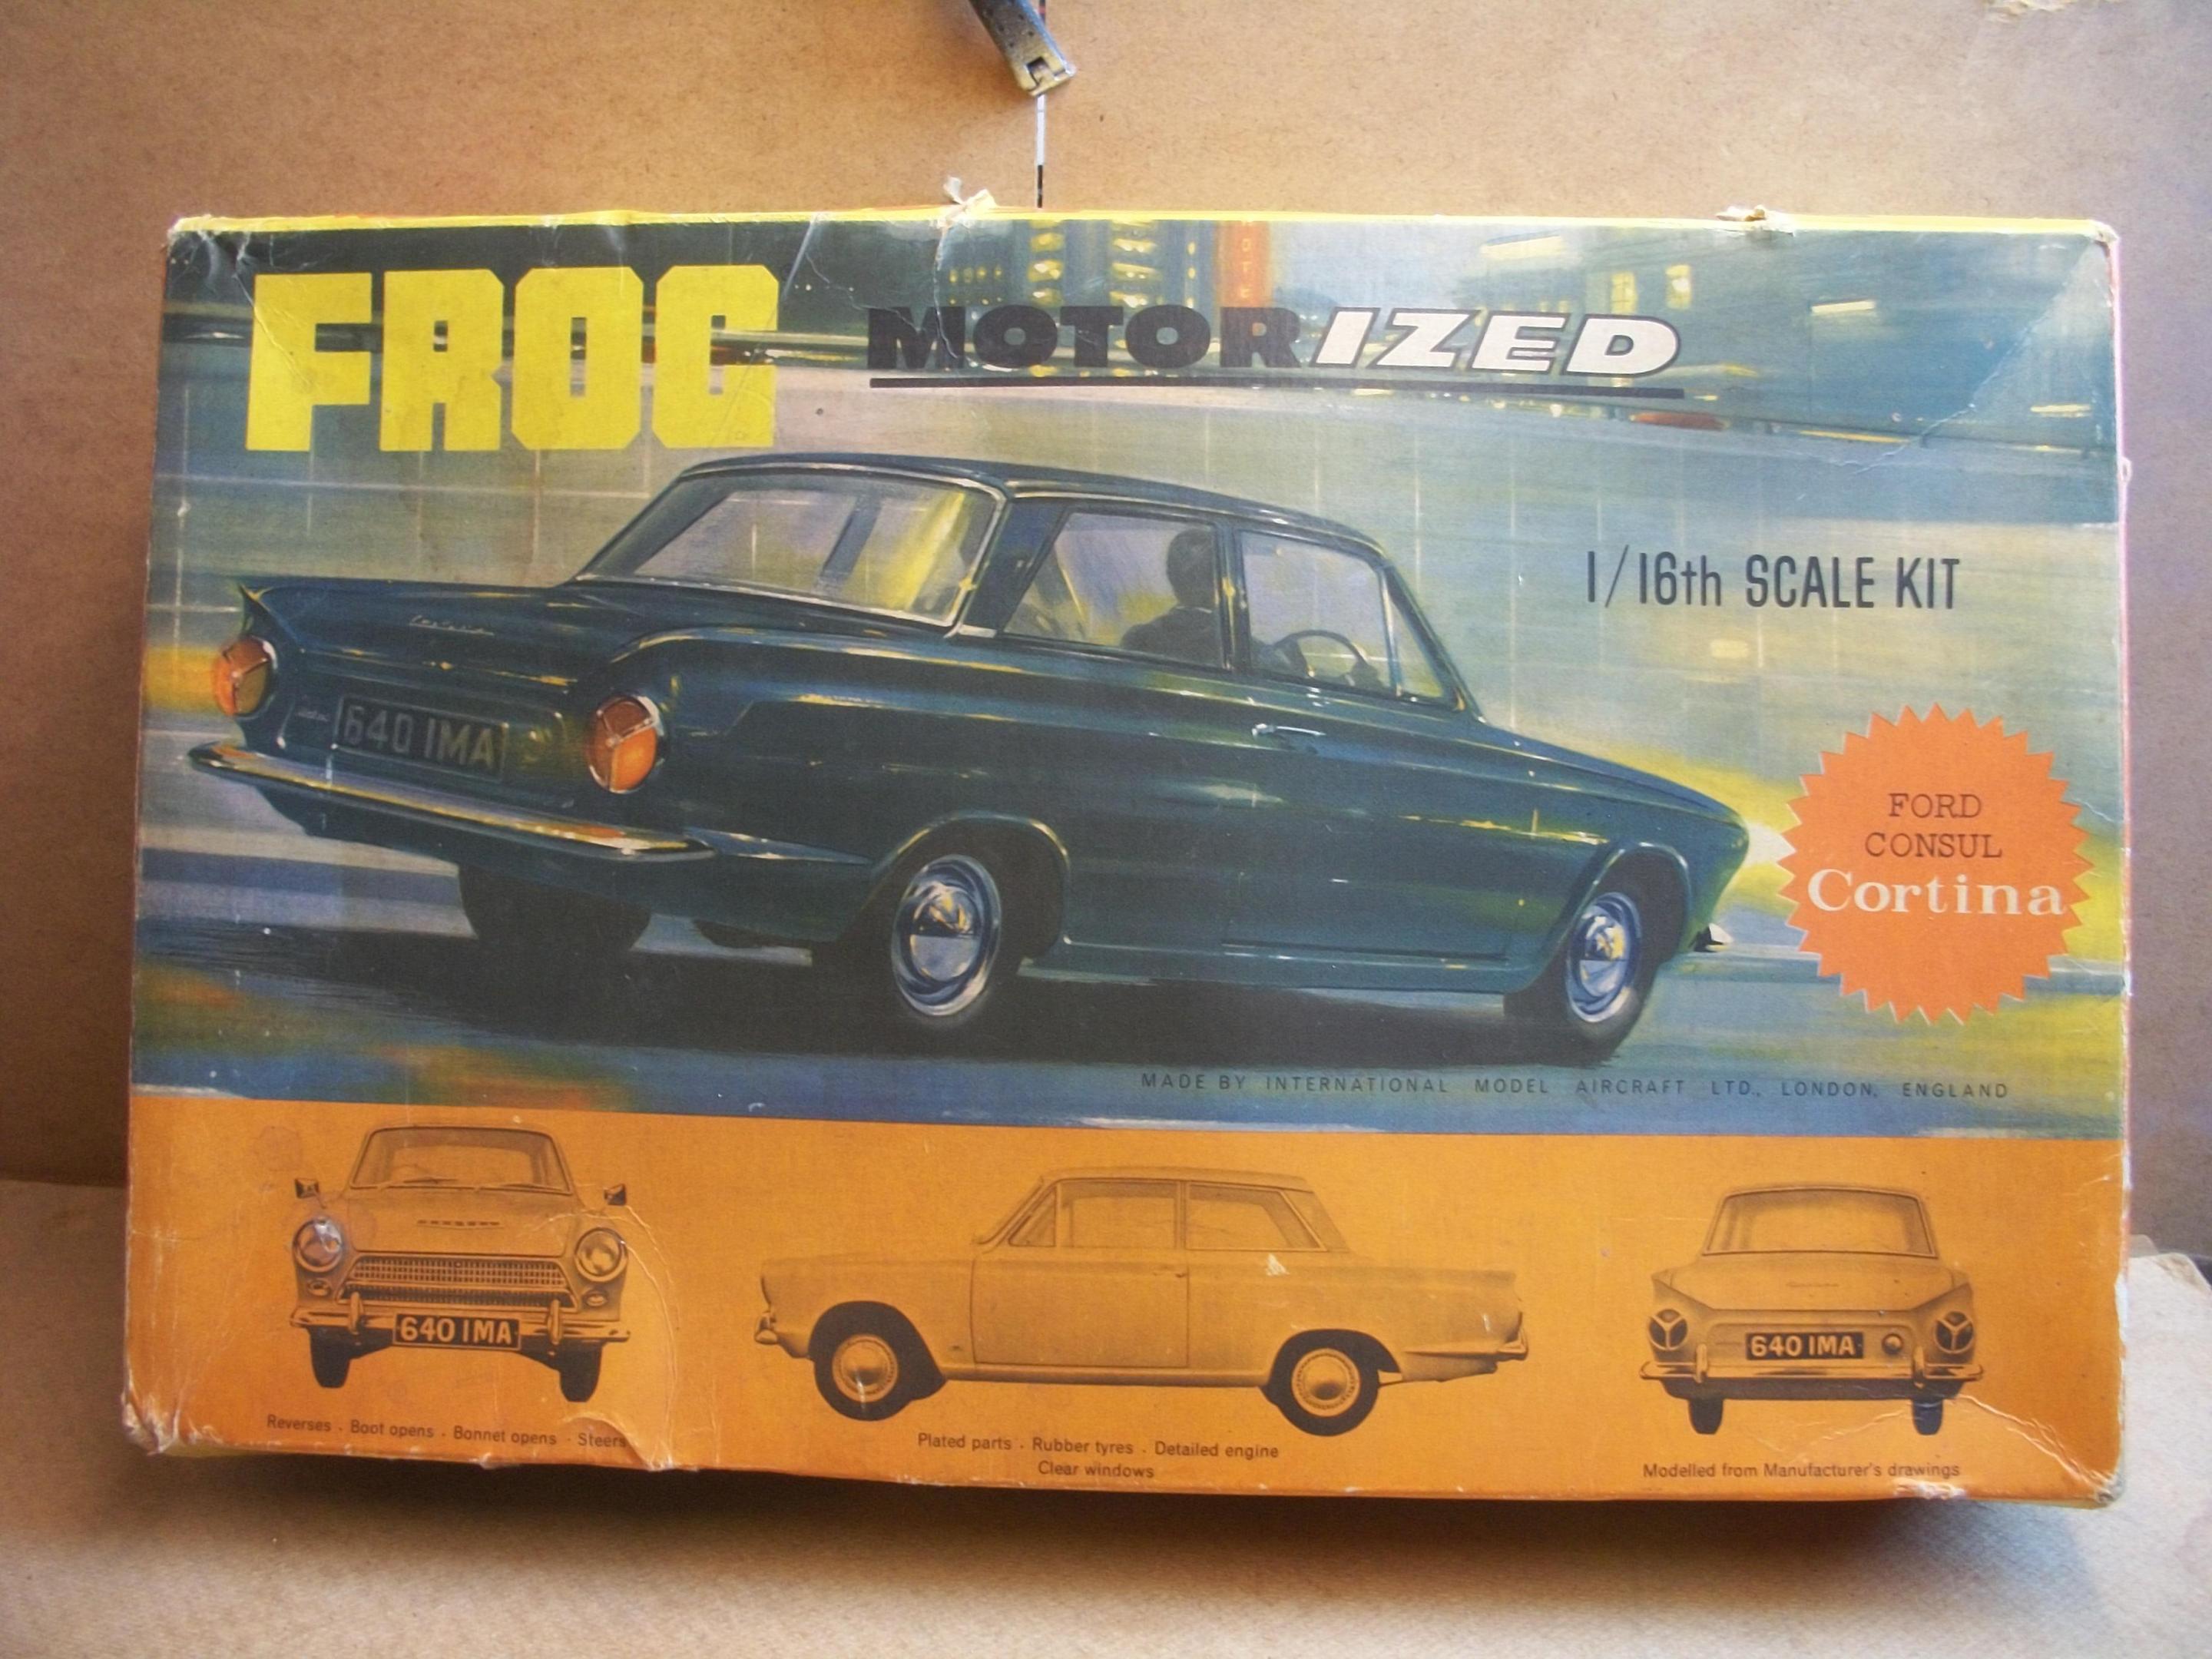 FROG
MOTORIZED
1/16th SCALE KIT
Cortina
640 IMA
FORD
CONSUL
Cortina
MADE BY INTERNATIONAL MODEL AIRCRAFT LTD., LONDON, ENGLAND
640 IMA
640 IMA
Reverses . Boot opens . Bonnet opens . Steers
Plated parts . Rubber tyres . Detailed engine
Clear windows
Modelled from Manufacturer's drawings